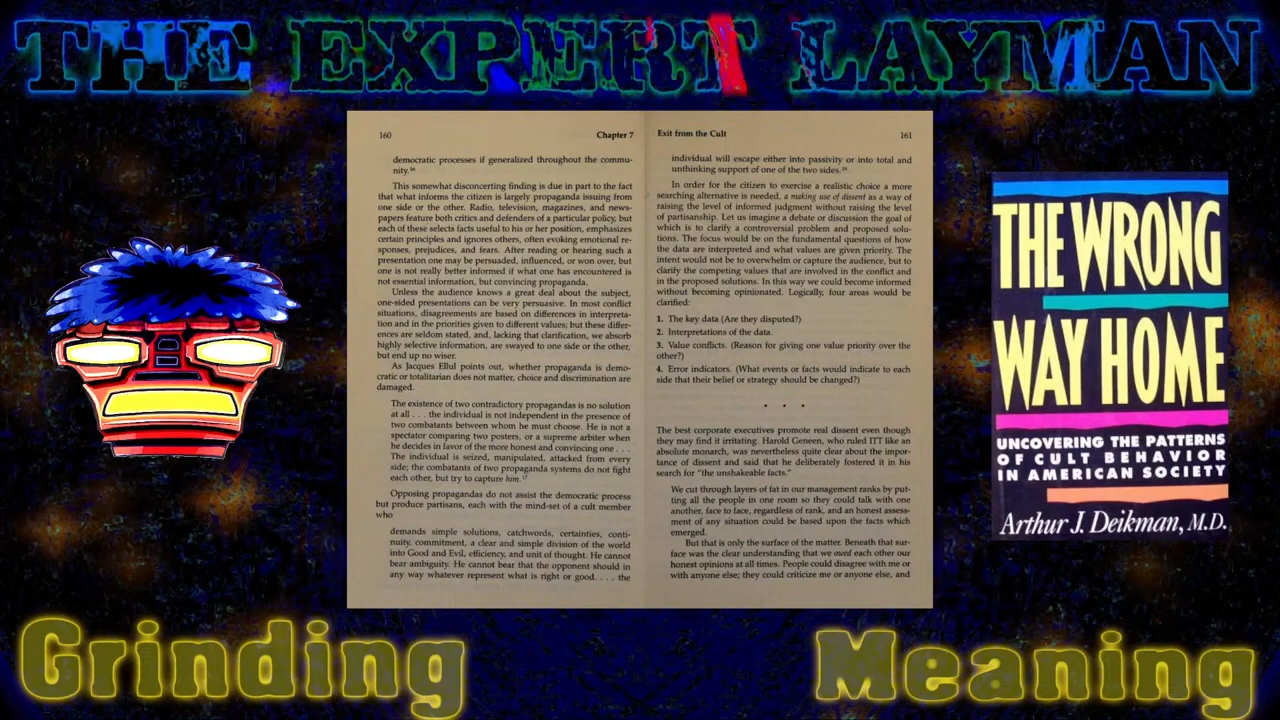 THE EXPERT LAYMAN
160
Chapter 7
democratic processes if generalized throughout the commu-
nity.16
This somewhat disconcerting finding is due in part to the fact
that what informs the citizen is largely propaganda issuing from
one side or the other. Radio, television, magazines, and news-
papers feature both critics and defenders of a particular policy, but
each of these selects facts useful to his or her position, emphasizes
certain principles and ignores others, often evoking emotional re-
sponses, prejudices, and fears. After reading or hearing such a
presentation one may be persuaded, influenced, or won over, but
one is not really better informed if what one has encountered is
not essential information, but convincing propaganda.
Unless the audience knows a great deal about the subject,
one-sided presentations can be very persuasive. In most conflict
situations, disagreements are based on differences in interpreta-
tion and in the priorities given to different values; but these differ-
ences are seldom stated, and, lacking that clarification, we absorb
highly selective information, are swayed to one side or the other,
but end up no wiser.
As Jacques Ellul points out, whether propaganda is demo-
cratic or totalitarian does not matter, choice and discrimination are
damaged.
The existence of two contradictory propagandas is no solution
at all . . . the individual is not independent in the presence of
two combatants between whom he must choose. He is not a
spectator comparing two posters, or a supreme arbiter when
he decides in favor of the more honest and convincing one . . . .
The individual is seized, manipulated, attacked from every
side; the combatants of two propaganda systems do not fight
each other, but try to capture him.17
Opposing propagandas do not assist the democratic process
but produce partisans, each with the mind-set of a cult member
who
demands simple solutions, catchwords, certainties, conti-
nuity, commitment, a clear and simple division of the world
into Good and Evil, efficiency, and unit of thought. He cannot
bear ambiguity. He cannot bear that the opponent should in
any way whatever represent what is right or good. . . . the
Exit from the Cult
161
individual will escape either into passivity or into total and
unthinking support of one of the two sides.18
In order for the citizen to exercise a realistic choice a more
searching alternative is needed, a making use of dissent as a way of
raising the level of informed judgment without raising the level
of partisanship. Let us imagine a debate or discussion the goal of
which is to clarify a controversial problem and proposed solu-
tions. The focus would be on the fundamental questions of how
the data are interpreted and what values are given priority. The
intent would not be to overwhelm or capture the audience, but to
clarify the competing values that are involved in the conflict and
in the proposed solutions. In this way we could become informed
without becoming opinionated. Logically, four areas would be
clarified:
1. The key data (Are they disputed?)
2. Interpretations of the data.
3. Value conflicts. (Reason for giving one value priority over the
other?)
4. Error indicators. (What events or facts would indicate to each
side that their belief or strategy should be changed?)
. . .
The best corporate executives promote real dissent even though
they may find it irritating. Harold Geneen, who ruled ITT like an
absolute monarch, was nevertheless quite clear about the impor-
tance of dissent and said that he deliberately fostered it in his
search for "the unshakeable facts."
We cut through layers of fat in our management ranks by put-
ting all the people in one room so they could talk with one
another, face to face, regardless of rank, and an honest assess-
ment of any situation could be based upon the facts which
emerged.
But that is only the surface of the matter. Beneath that sur-
face was the clear understanding that we owed each other our
honest opinions at all times. People could disagree with me or
with anyone else; they could criticize me or anyone else, and
THE WRONG
WAY HOME
UNCOVERING THE PATTERNS
OF CULT BEHAVIOR
IN AMERICAN SOCIETY
Arthur J. Deikman, M.D.
Grinding
Meaning